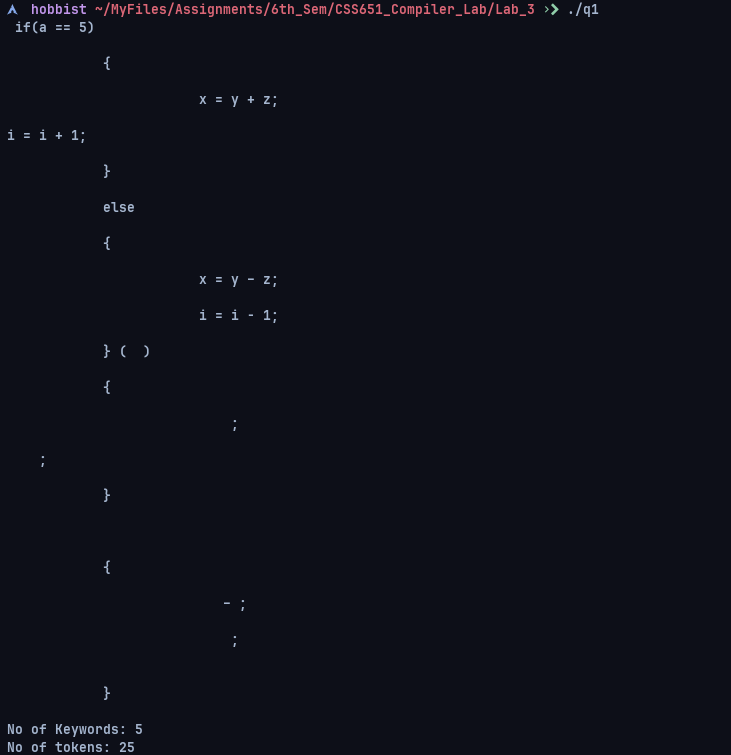 hobbist ~/MyFiles/Assignments/6th_Sem/CSS651_Compiler_Lab/Lab_3 ›❯ ./q1
if(a == 5)
{
x = y + z;
i = i + 1;
}
else
{
x = y − z;
i = i - 1;
} (  )
{
;
;
}
{
− ;
;
}
No of Keywords: 5
No of tokens: 25